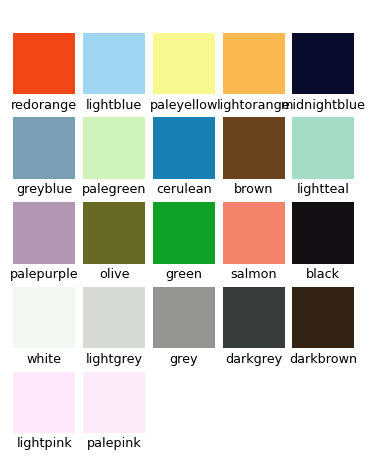 redorange lightblue paleyellow lightorange midnightblue
greyblue palegreen cerulean brown lightteal
palepurple olive green salmon black
white lightgrey grey darkgrey darkbrown
lightpink palepink